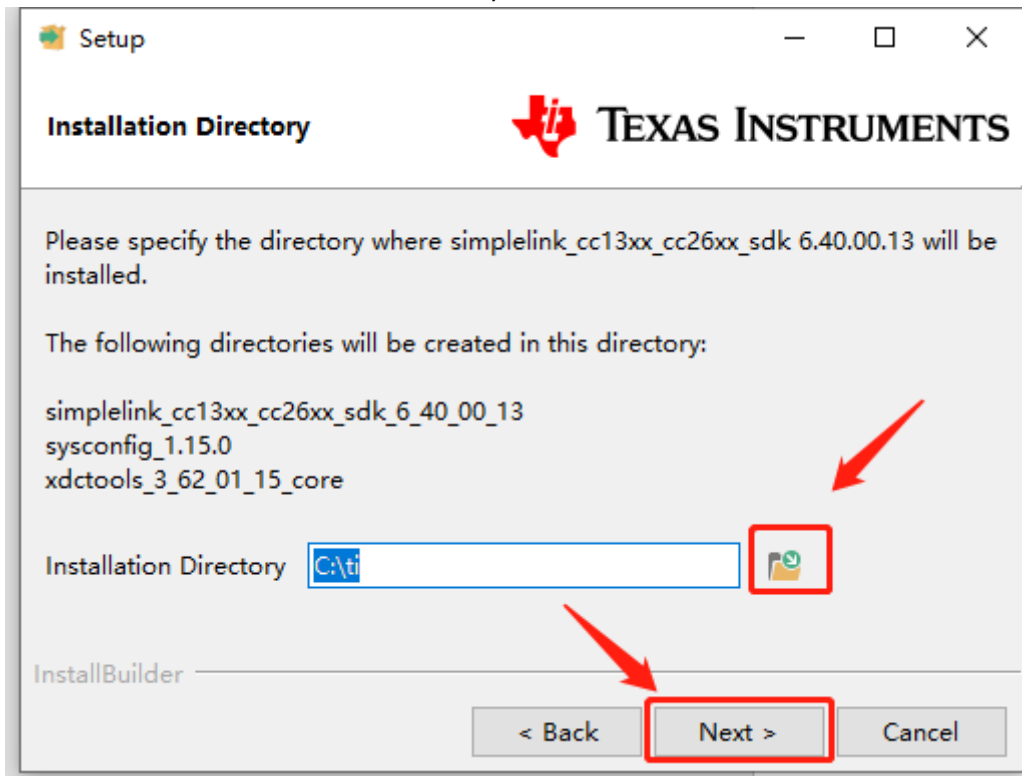 Setup
Installation Directory
TEXAS INSTRUMENTS
Please specify the directory where simplelink_cc13xx_cc26xx_sdk 6.40.00.13 will be
installed.
The following directories will be created in this directory:
simplelink_cc13xx_cc26xx_sdk_6_40_00_13
sysconfig_1.15.0
xdctools_3_62_01_15_core
Installation Directory C:\ti
InstallBuilder
< Back Next > Cancel